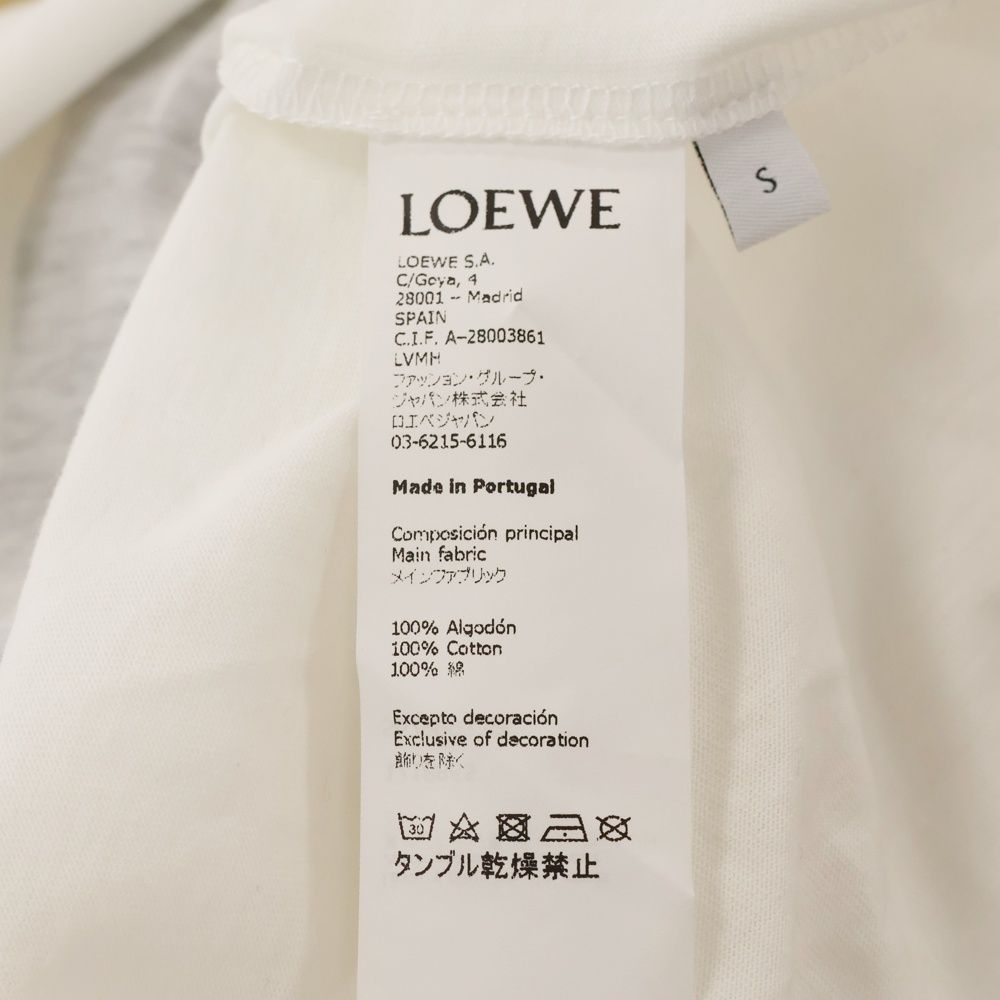 LOEWE
S
LOEWE S.A.
C/Goya, 4
28001 – Madrid
SPAIN
C.I.F. A–28003861
LVMH
ファッション・グループ・
ジャパン株式会社
ロエベジャパン
03-6215-6116
Made in Portugal
Composición principal
Main fabric
メインファブリック
100% Algodón
100% Cotton
100% 綿
Excepto decoración
Exclusive of decoration
飾りを除く
30
タンブル乾燥禁止